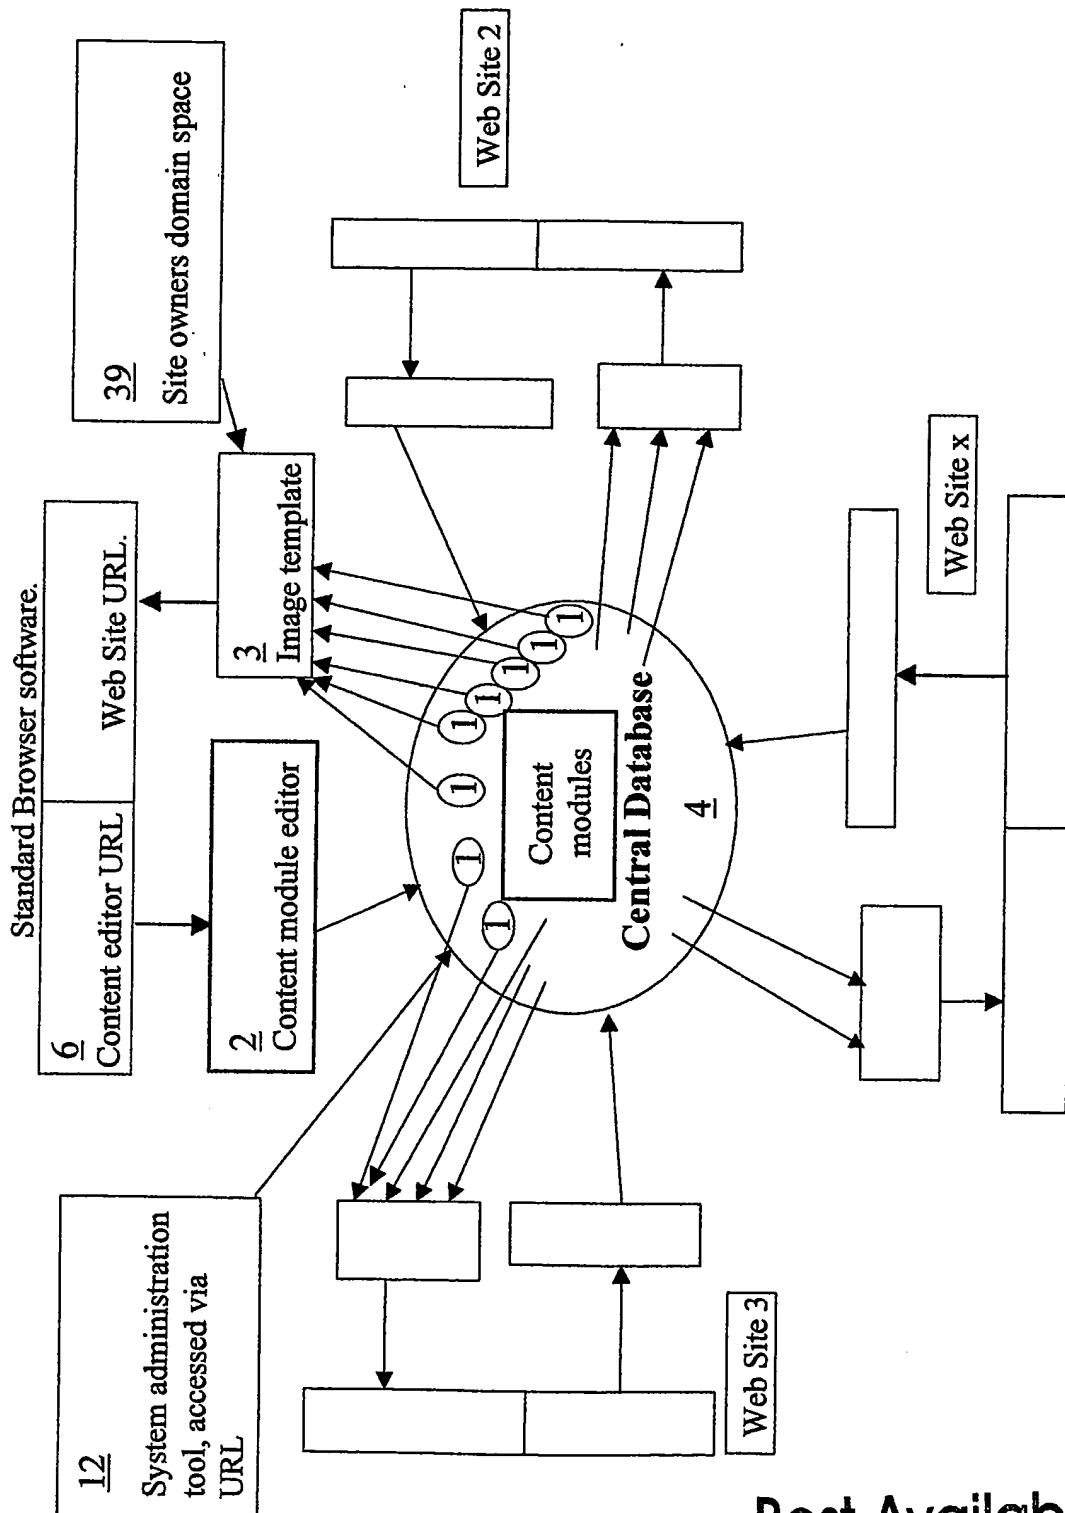 Standard Browser software.
6
Content editor URL
Web Site URL.
12
System administration
tool, accessed via
URL
2
Content module editor
3
Image template
39
Site owners domain space
1
1
1
1
1
1
1
1
Content
modules
Central Database
4
Web Site 2
Web Site 3
Web Site x